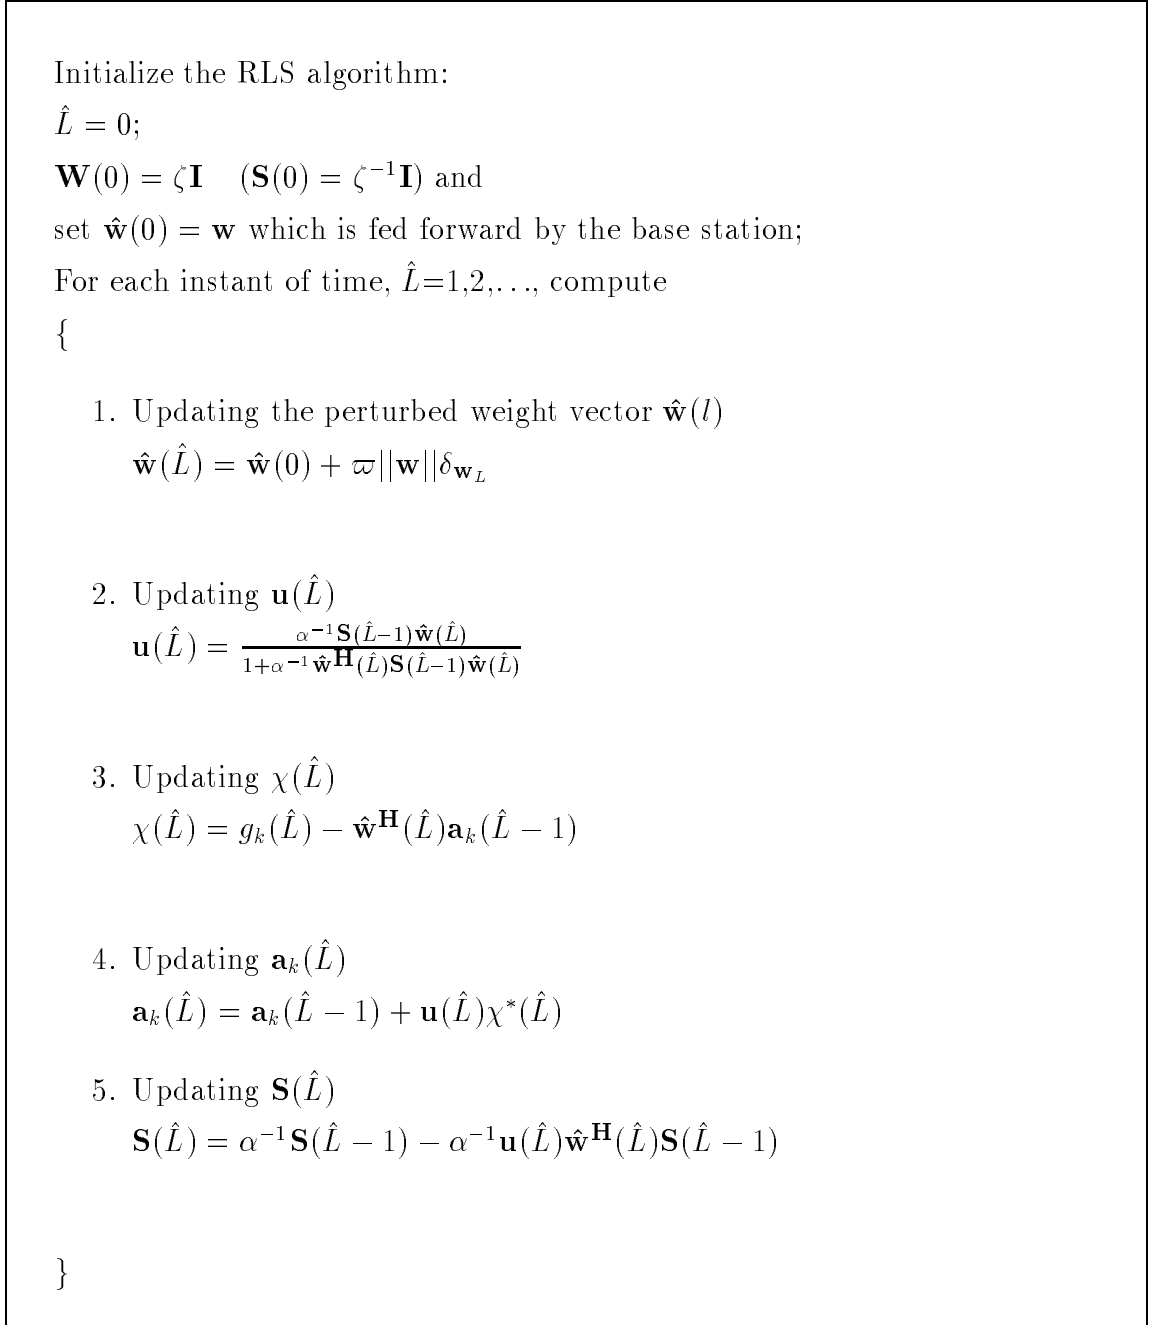 Initialize the RLS algorithm:
L̂ = 0;
W(0) = ζI (S(0) = ζ⁻¹I) and
set ŵ(0) = w which is fed forward by the base station;
For each instant of time, L̂=1,2,..., compute
{
1. Updating the perturbed weight vector ŵ(l)
ŵ(L̂) = ŵ(0) + ϖ||w||δ_{w_L}
2. Updating u(L̂)
u(L̂) = \frac{α⁻¹S(L̂−1)ŵ(L̂)}{1+α⁻¹ŵ^H(L̂)S(L̂−1)ŵ(L̂)}
3. Updating χ(L̂)
χ(L̂) = g_k(L̂) − ŵ^H(L̂)a_k(L̂ − 1)
4. Updating a_k(L̂)
a_k(L̂) = a_k(L̂ − 1) + u(L̂)χ*(L̂)
5. Updating S(L̂)
S(L̂) = α⁻¹S(L̂ − 1) − α⁻¹u(L̂)ŵ^H(L̂)S(L̂ − 1)
}